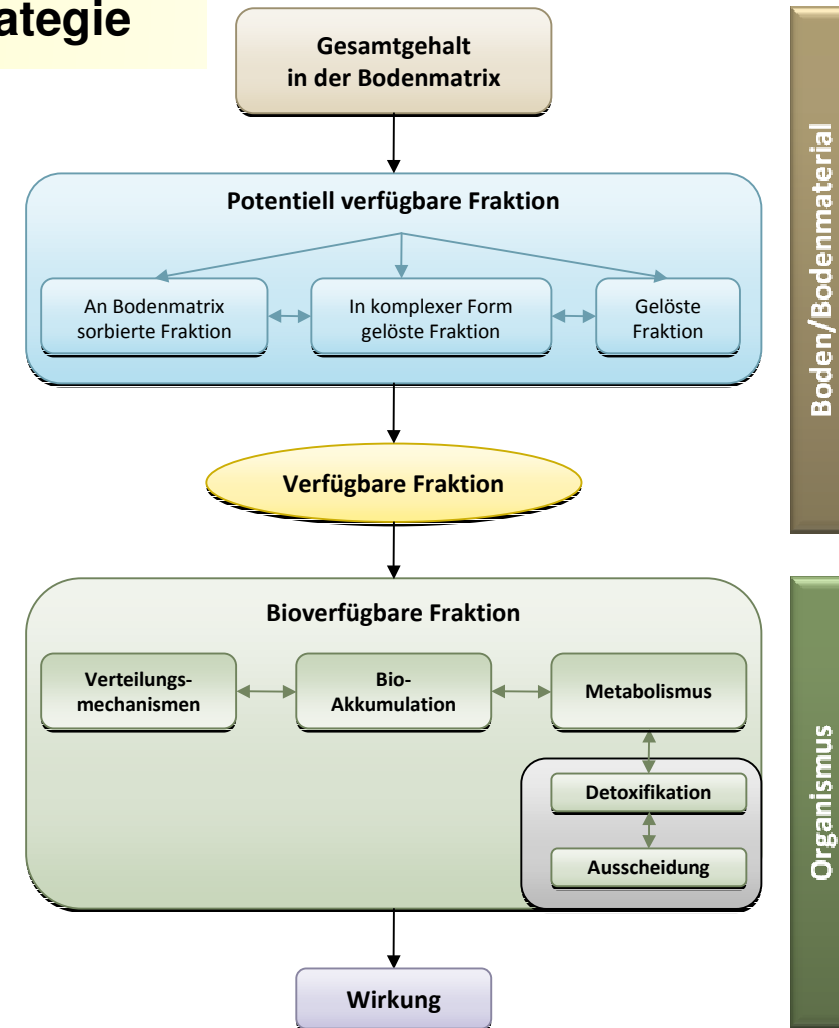 Gesamtgehalt
in der Bodenmatrix
Potentiell verfügbare Fraktion
An Bodenmatrix
sorbierte Fraktion
In komplexer Form
gelöste Fraktion
Gelöste
Fraktion
Verfügbare Fraktion
Bioverfügbare Fraktion
Verteilungs-
mechanismen
Bio-
Akkumulation
Metabolismus
Detoxifikation
Ausscheidung
Wirkung
Boden/Bodenmaterial
Organismus